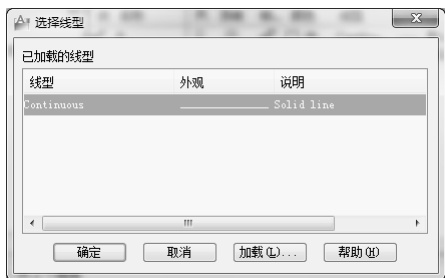 选择线型
已加载的线型
线型 外观 说明
Continuous Solid line
确定 取消 加载(L)... 帮助(H)